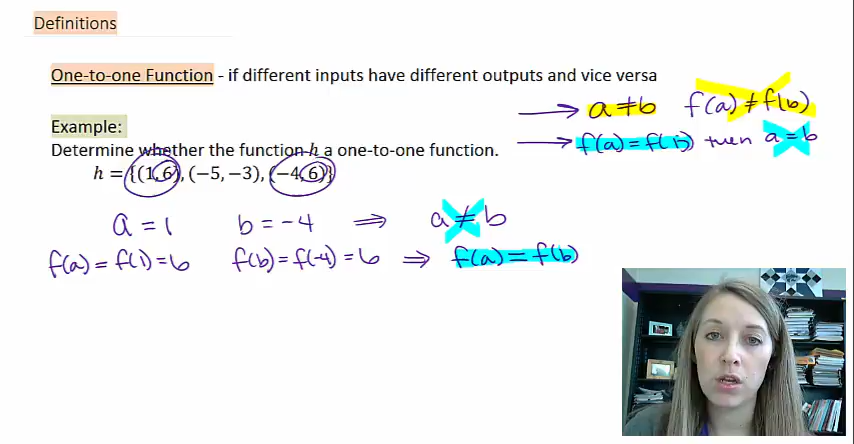 Definitions
One-to-one Function - if different inputs have different outputs and vice versa
a ≠ b f(a) ≠ f(b)
Example:
f(a) = f(b) then a = b
Determine whether the function h a one-to-one function.
h = {(1,6), (−5, −3), (−4, 6)}
a = 1 b = −4 ⇒ a ≠ b
f(a) = f(1) = 6 f(b) = f(-4) = 6 ⇒ f(a) = f(b)